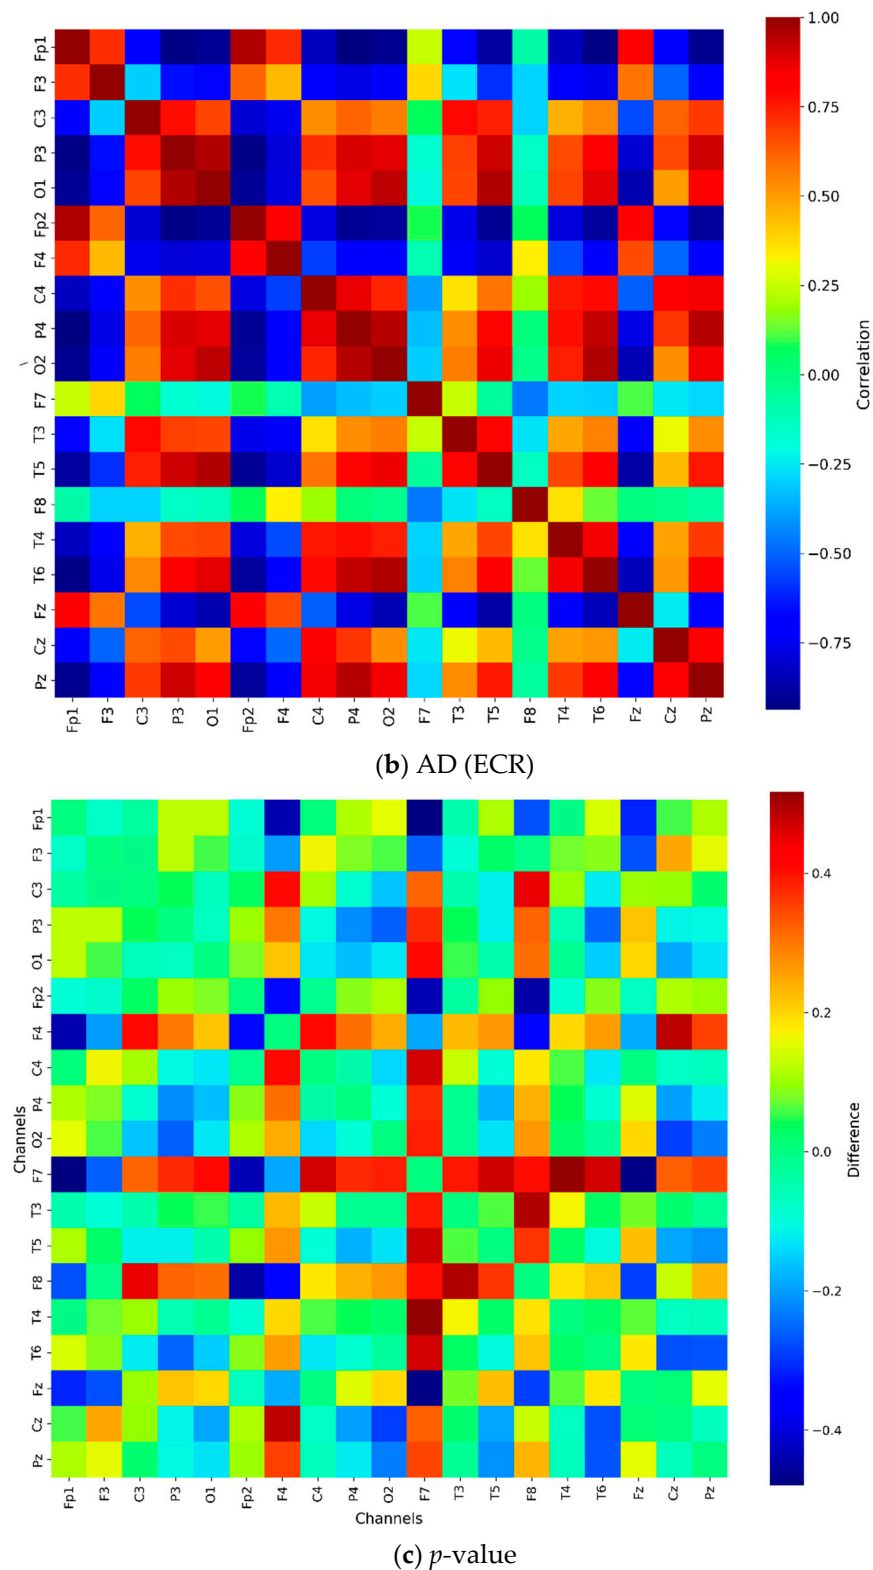 Fp1
F3
C3
P3
O1
Fp2
F4
C4
P4
O2
F7
T3
T5
F8
T4
T6
Fz
Cz
Pz
Fp1 F3 C3 P3 O1 Fp2 F4 C4 P4 O2 F7 T3 T5 F8 T4 T6 Fz Cz Pz
\
1.00
0.75
0.50
0.25
0.00
−0.25
−0.50
−0.75
Correlation
(b) AD (ECR)
Channels
Fp1
F3
C3
P3
O1
Fp2
F4
C4
P4
O2
F7
T3
T5
F8
T4
T6
Fz
Cz
Pz
Fp1 F3 C3 P3 O1 Fp2 F4 C4 P4 O2 F7 T3 T5 F8 T4 T6 Fz Cz Pz
Channels
0.4
0.2
0.0
−0.2
−0.4
Difference
(c) p-value